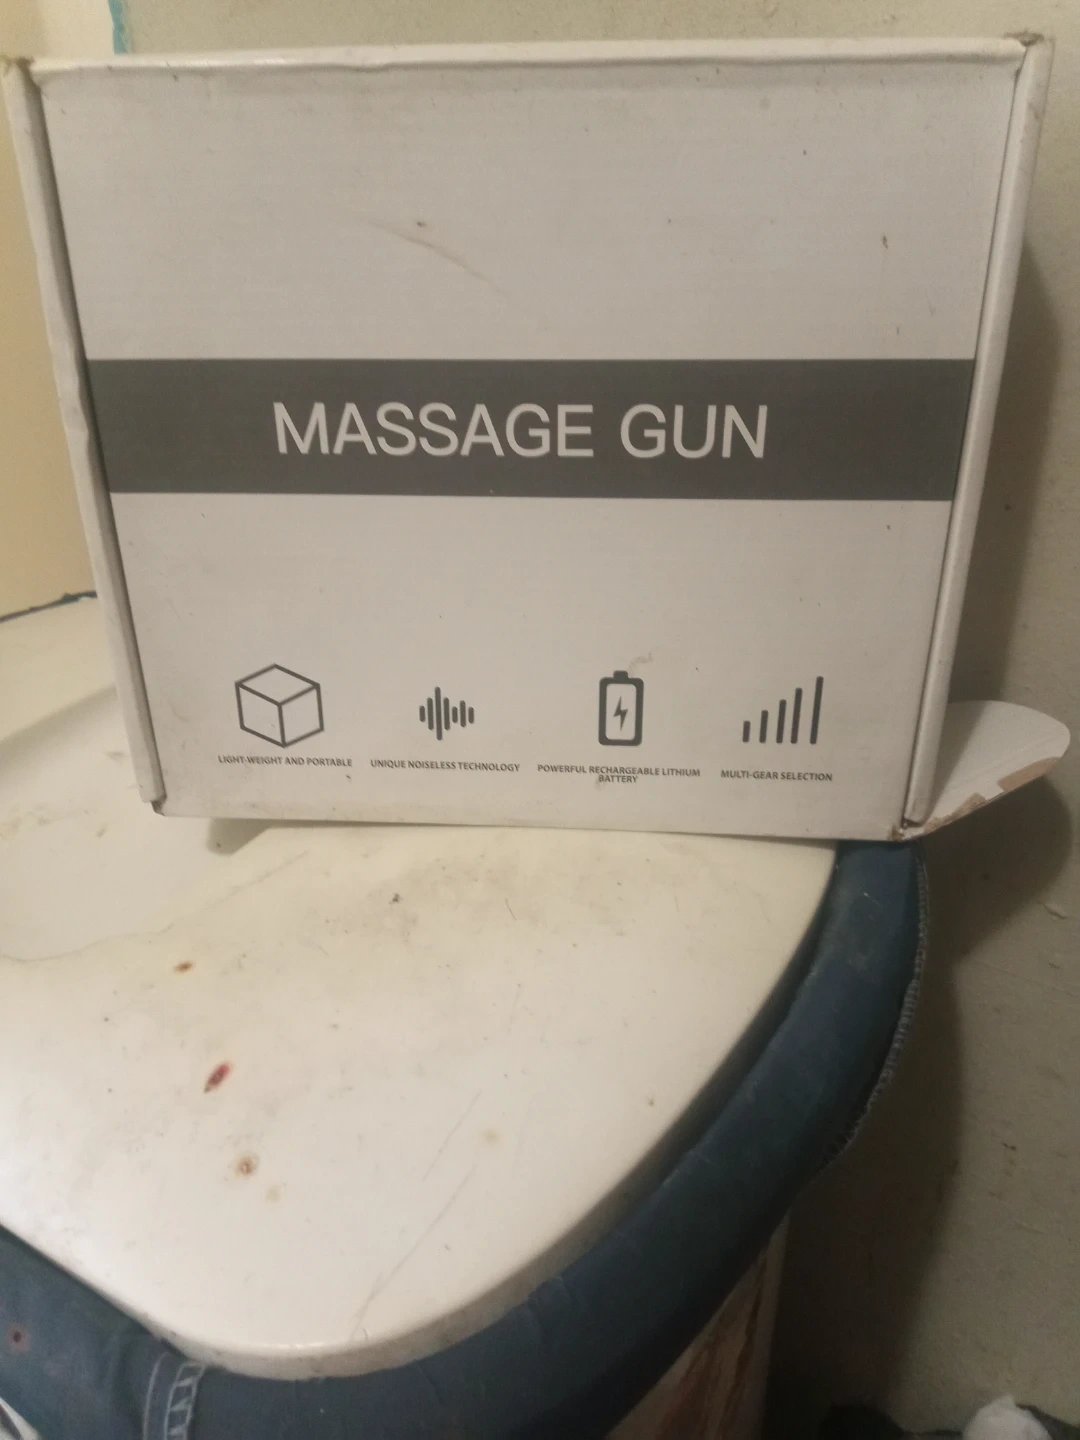 MASSAGE GUN
LIGHT-WEIGHT AND PORTABLE
UNIQUE NOISELESS TECHNOLOGY
POWERFUL RECHARGEABLE LITHIUM
BATTERY
MULTI-GEAR SELECTION